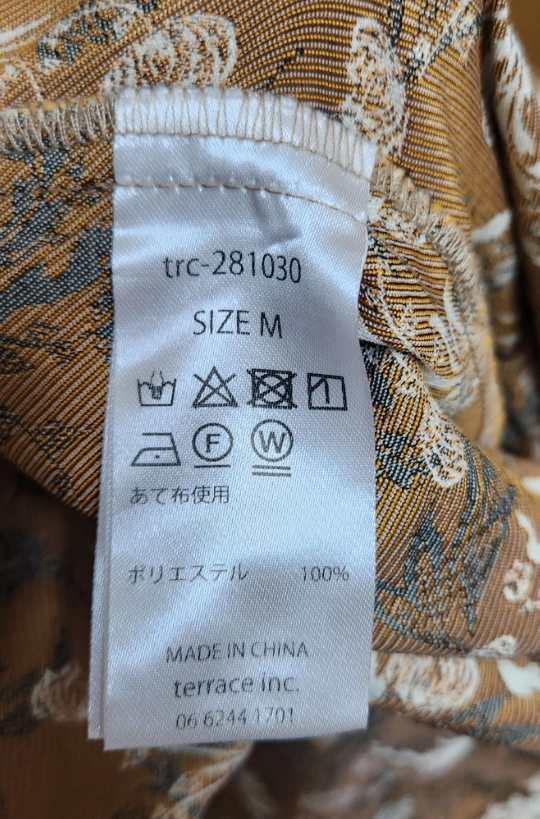 trc-281030
SIZE M
F W
あて布使用
ポリエステル 100%
MADE IN CHINA
terrace inc.
06 6244 1701